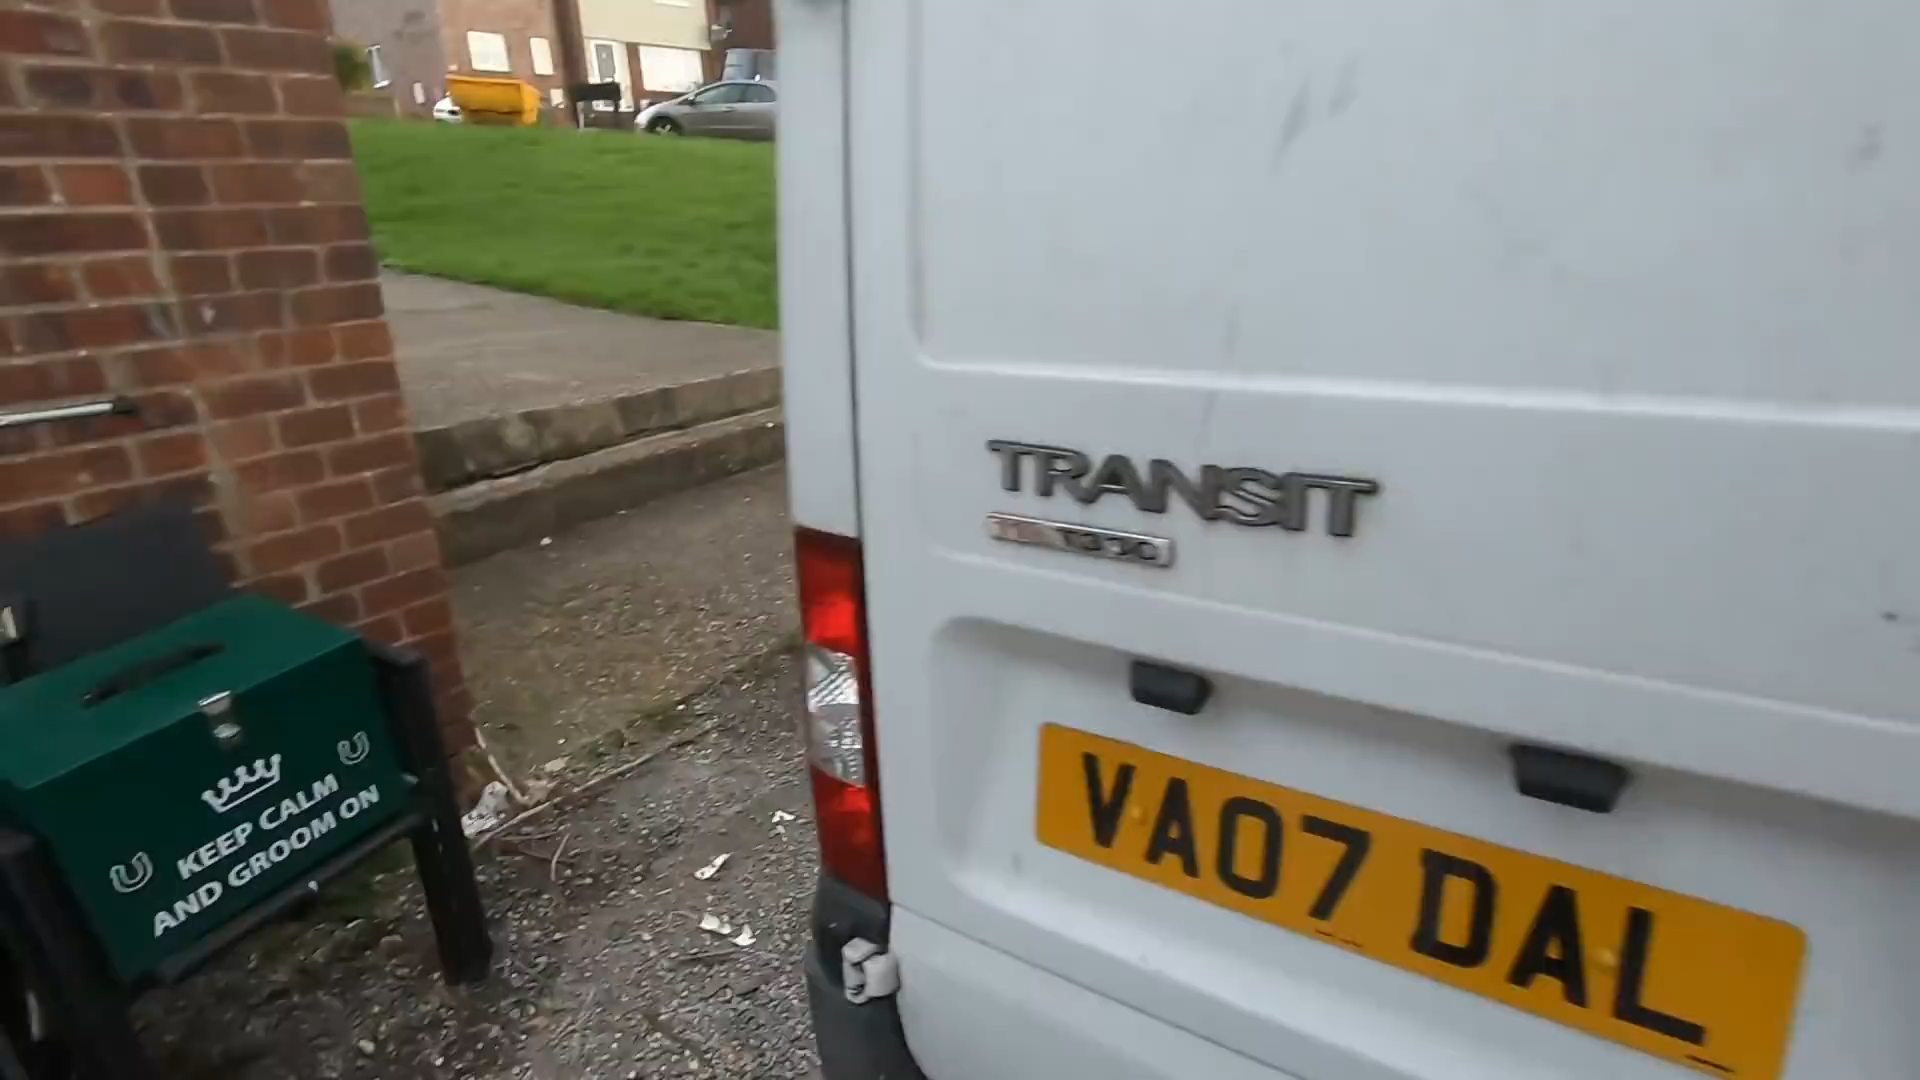 KEEP CALM
AND GROOM ON
TRANSIT
VA07 DAL